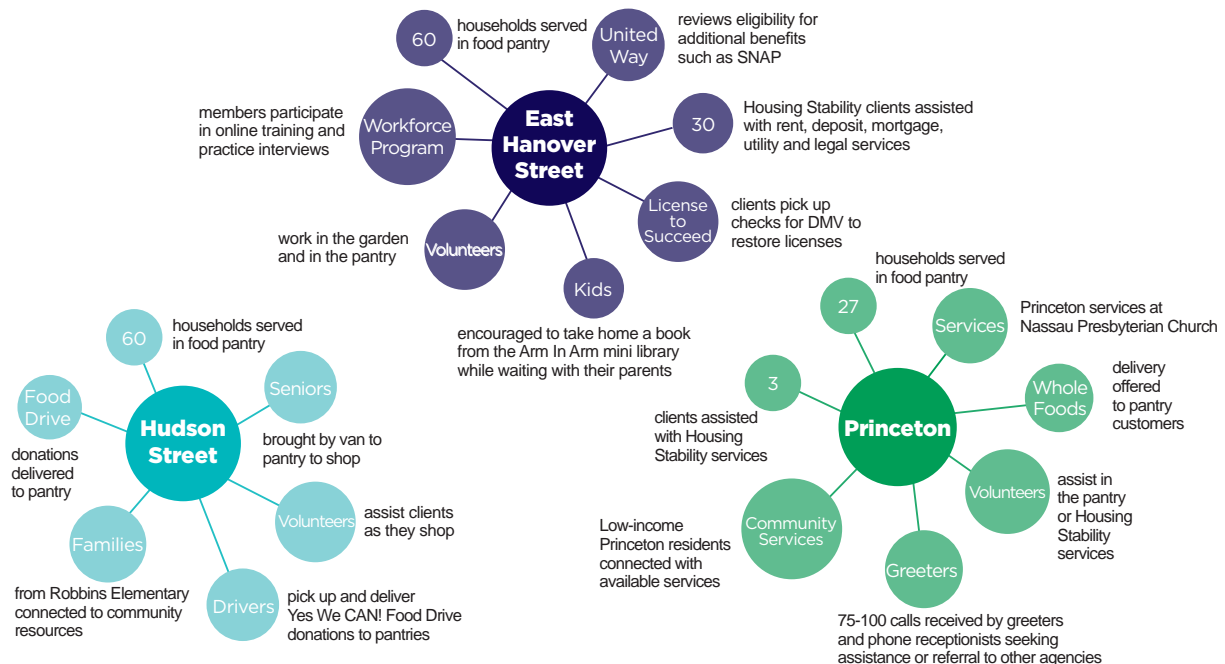 60
households served
in food pantry
United
Way
reviews eligibility for
additional benefits
such as SNAP
members participate
in online training and
practice interviews
Workforce
Program
East
Hanover
Street
30
Housing Stability clients assisted
with rent, deposit, mortgage,
utility and legal services
License
to
Succeed
clients pick up
checks for DMV to
restore licenses
work in the garden
and in the pantry
Volunteers
Kids
encouraged to take home a book
from the Arm In Arm mini library
while waiting with their parents
60
households served
in food pantry
Food
Drive
donations
delivered
to pantry
Hudson
Street
Seniors
brought by van to
pantry to shop
Volunteers
assist clients
as they shop
Families
from Robbins Elementary
connected to community
resources
Drivers
pick up and deliver
Yes We CAN! Food Drive
donations to pantries
households served
in food pantry
27
Services
Princeton services at
Nassau Presbyterian Church
3
clients assisted
with Housing
Stability services
Princeton
Whole
Foods
delivery
offered
to pantry
customers
Volunteers
assist in
the pantry
or Housing
Stability
services
Community
Services
Low-income
Princeton residents
connected with
available services
Greeters
75-100 calls received by greeters
and phone receptionists seeking
assistance or referral to other agencies